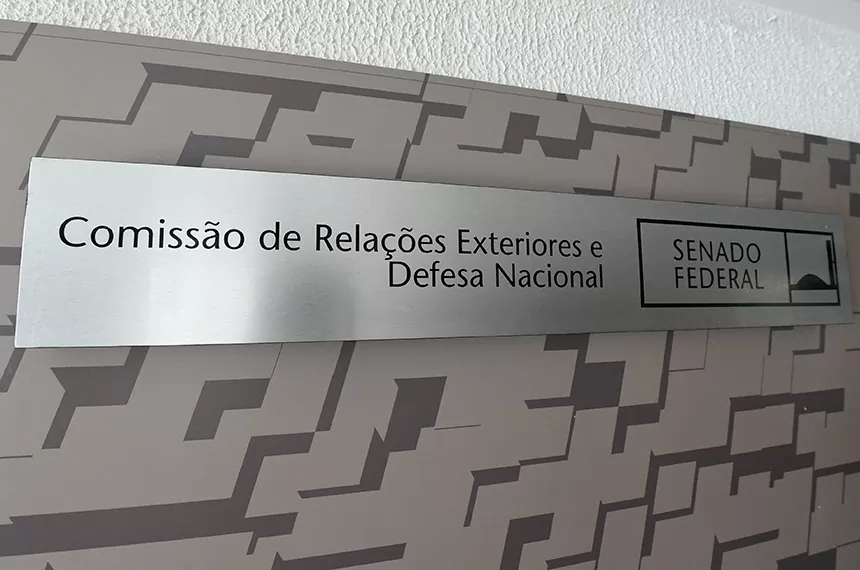 Comissão de Relações Exteriores e
Defesa Nacional
SENADO
FEDERAL